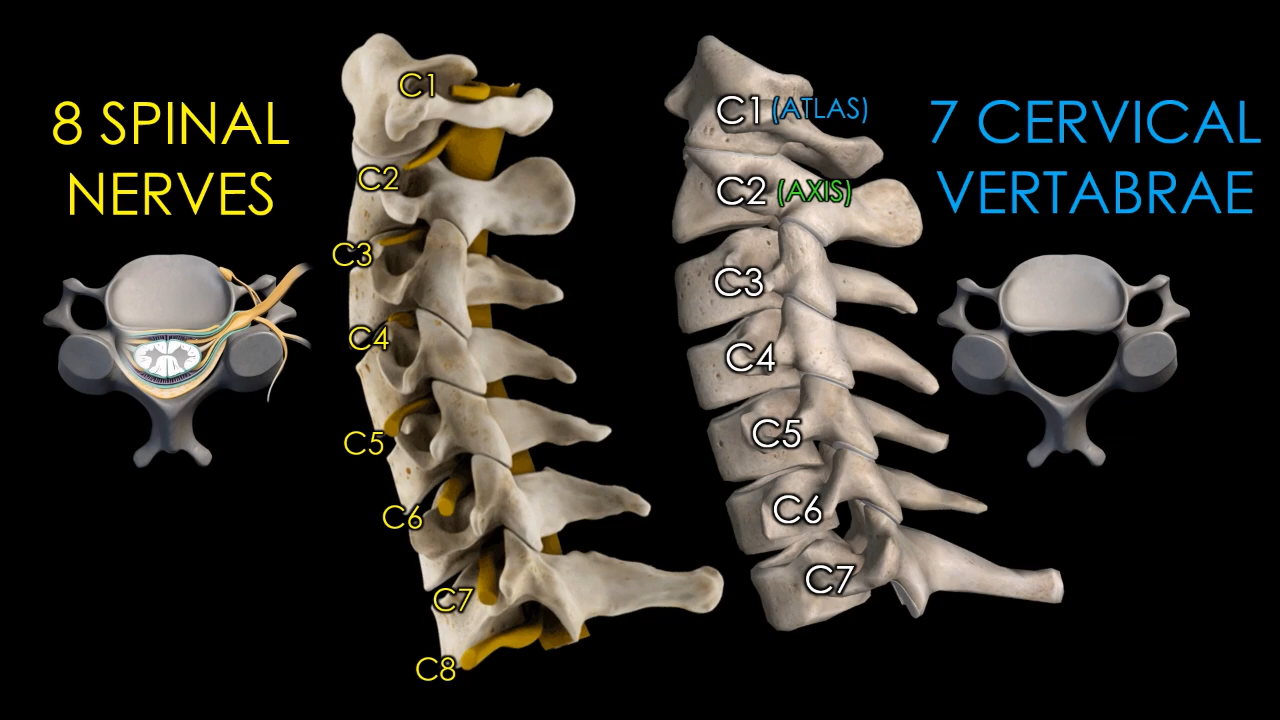 8 SPINAL
NERVES
C1
C2
C3
C4
C5
C6
C7
C8
C1 (ATLAS)
C2 (AXIS)
C3
C4
C5
C6
C7
7 CERVICAL
VERTABRAE